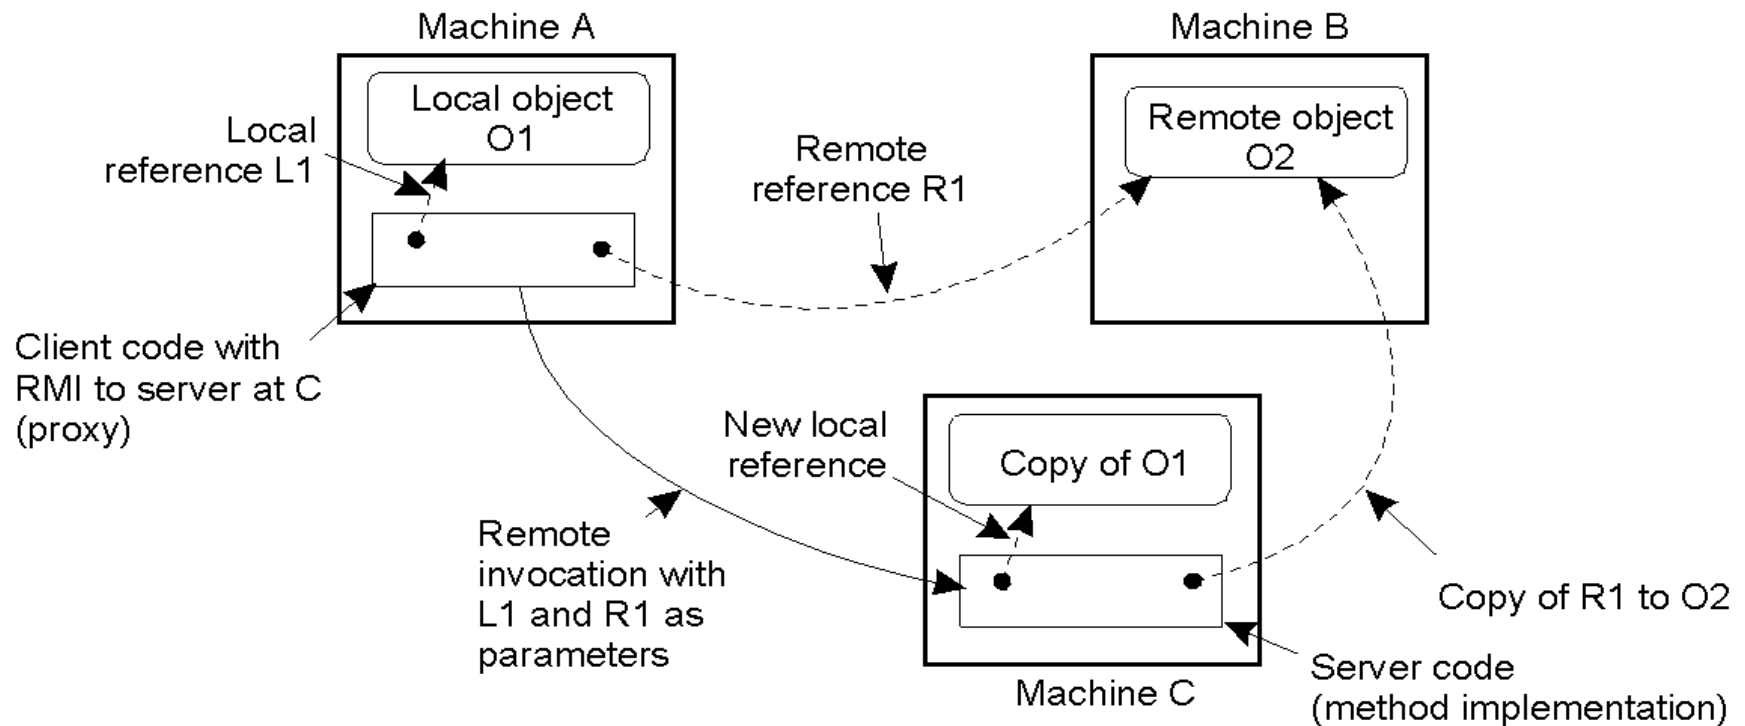 Machine A
Machine B
Local object
O1
Remote object
O2
Local
reference L1
Remote
reference R1
Client code with
RMI to server at C
(proxy)
New local
reference
Copy of O1
Remote
invocation with
L1 and R1 as
parameters
Copy of R1 to O2
Server code
(method implementation)
Machine C